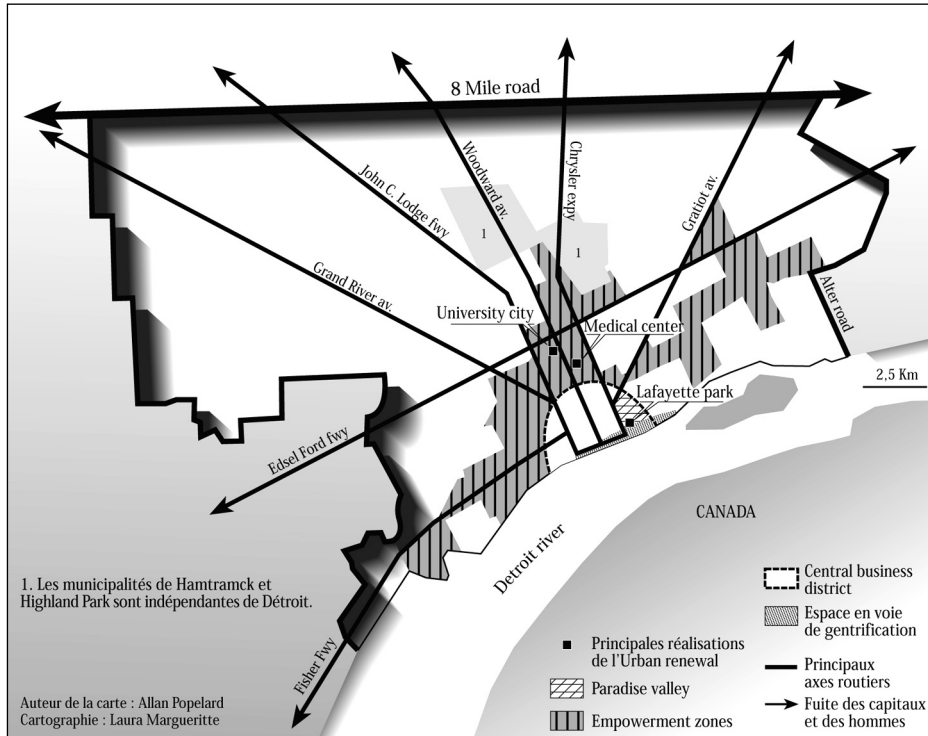 8 Mile road
John C. Lodge fwy
Woodward av.
Chrysler expy
Gratiot av.
Grand River av.
1
1
University city
Medical center
Alter road
Lafayette park
2,5 Km
Edsel Ford fwy
CANADA
Detroit river
Fisher Fwy
1. Les municipalités de Hamtramck et
Highland Park sont indépendantes de Détroit.
Auteur de la carte : Allan Popelard
Cartographie : Laura Margueritte
Principales réalisations
de l'Urban renewal
Paradise valley
Empowerment zones
Central business
district
Espace en voie
de gentrification
Principaux
axes routiers
Fuite des capitaux
et des hommes